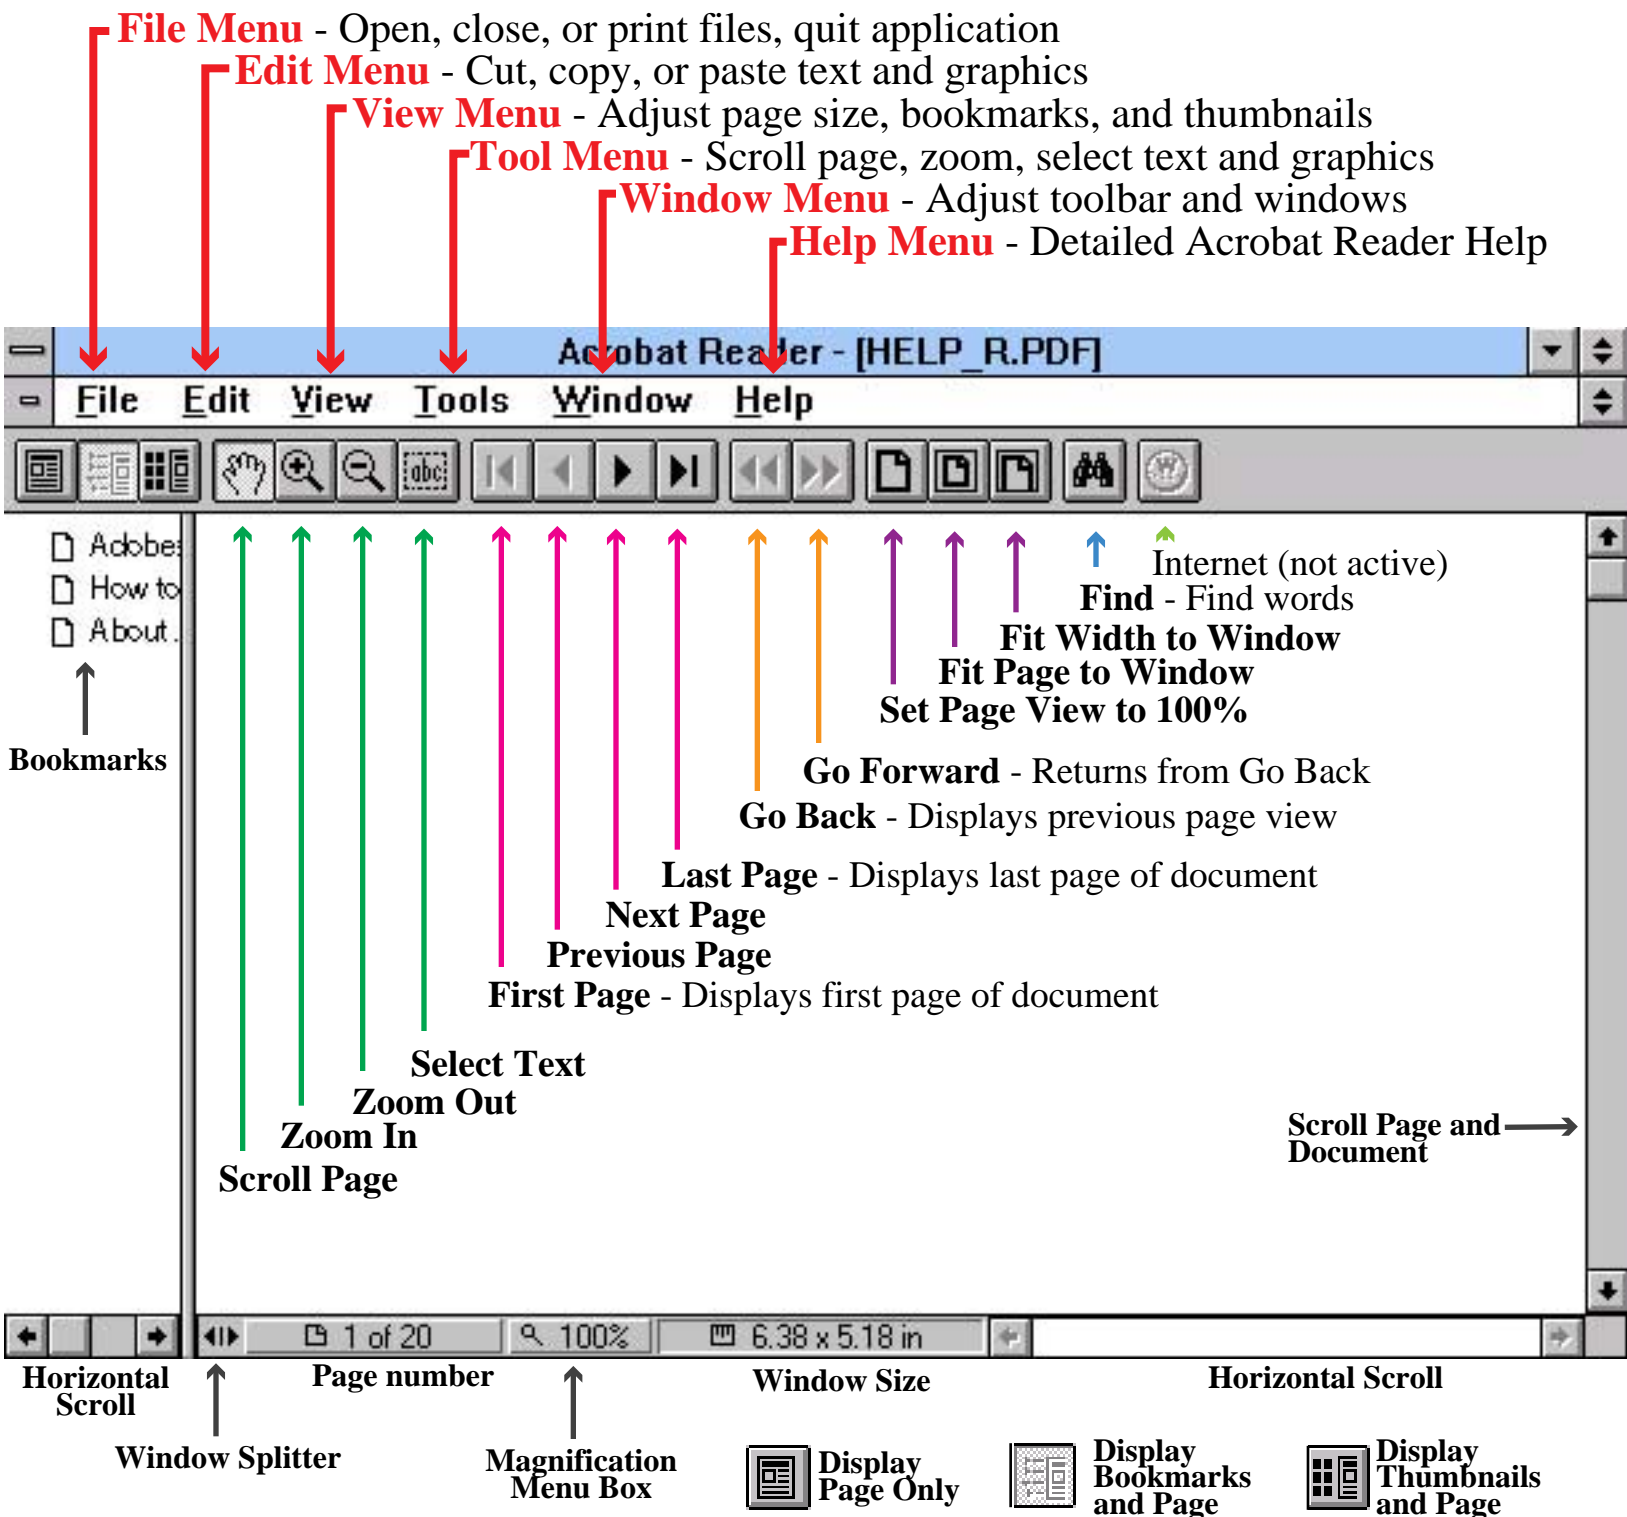 File Menu - Open, close, or print files, quit application
Edit Menu - Cut, copy, or paste text and graphics
View Menu - Adjust page size, bookmarks, and thumbnails
Tool Menu - Scroll page, zoom, select text and graphics
Window Menu - Adjust toolbar and windows
Help Menu - Detailed Acrobat Reader Help
Acrobat Reader - [HELP_R.PDF]
File Edit View Tools Window Help
abc
W
Adobe
How to
About .
Bookmarks
Internet (not active)
Find - Find words
Fit Width to Window
Fit Page to Window
Set Page View to 100%
Go Forward - Returns from Go Back
Go Back - Displays previous page view
Last Page - Displays last page of document
Next Page
Previous Page
First Page - Displays first page of document
Select Text
Zoom Out
Zoom In
Scroll Page
Scroll Page and
Document
1 of 20
100%
6.38 x 5.18 in
Horizontal
Scroll
Page number
Window Size
Horizontal Scroll
Window Splitter
Magnification
Menu Box
Display
Page Only
Display
Bookmarks
and Page
Display
Thumbnails
and Page